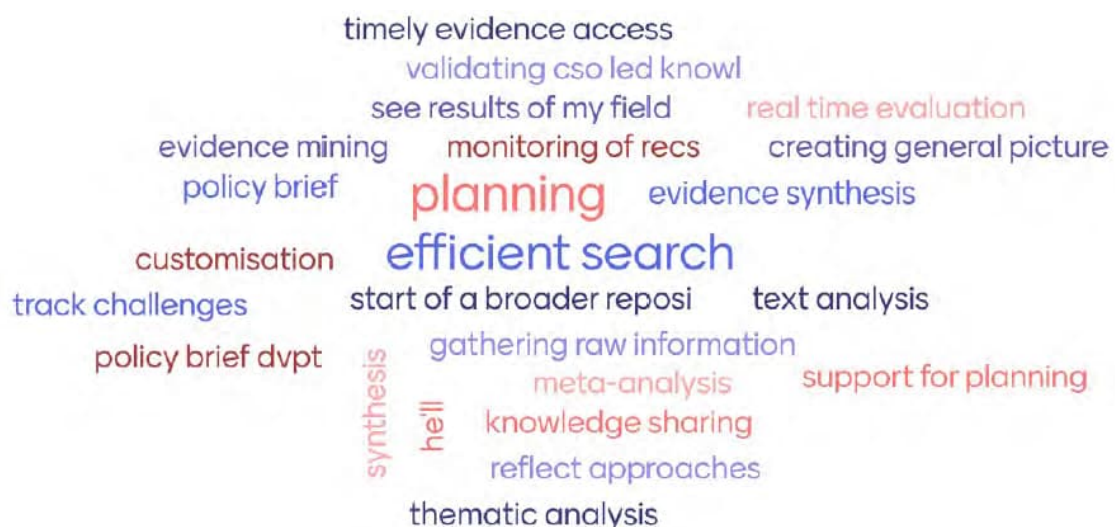 timely evidence access
validating cso led knowl
see results of my field
real time evaluation
evidence mining
monitoring of recs
creating general picture
policy brief
planning
evidence synthesis
customisation
efficient search
track challenges
start of a broader reposi
text analysis
policy brief dvpt
gathering raw information
synthesis
he'll
meta-analysis
support for planning
knowledge sharing
reflect approaches
thematic analysis